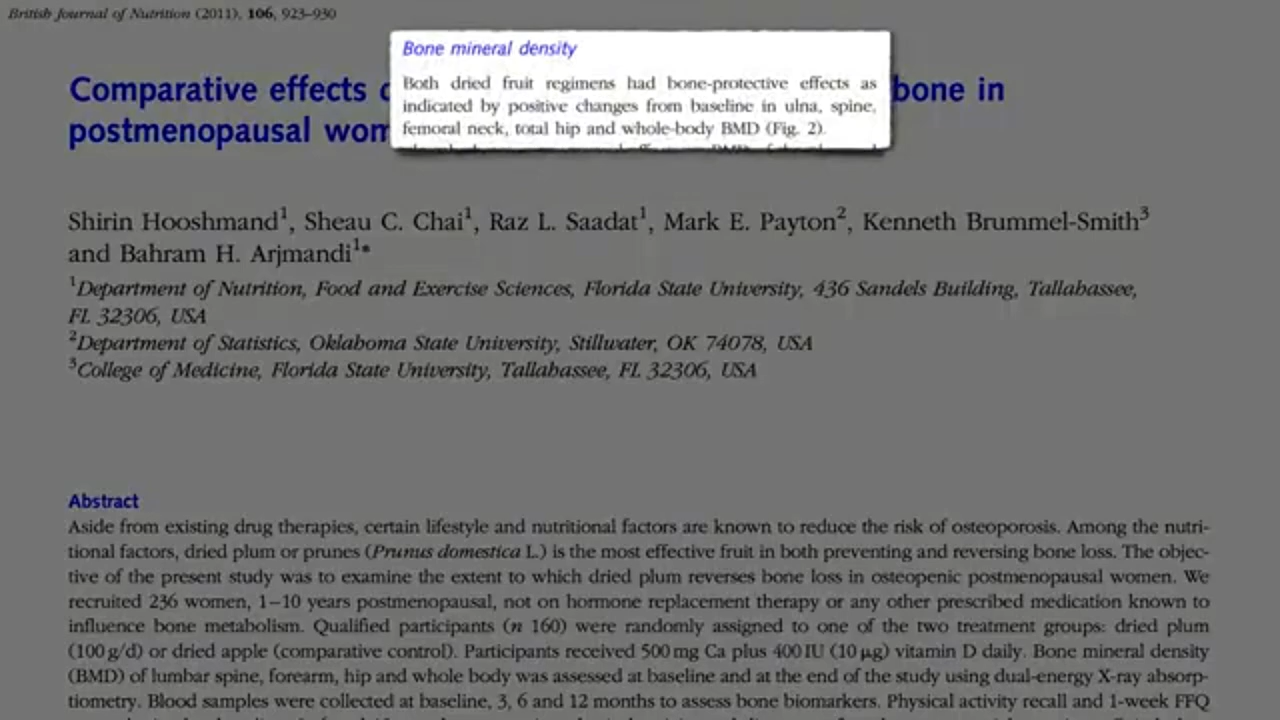 British Journal of Nutrition (2011), 106, 923–930
Bone mineral density
Both dried fruit regimens had bone-protective effects as
indicated by positive changes from baseline in ulna, spine,
femoral neck, total hip and whole-body BMD (Fig. 2).
Comparative effects bone in
postmenopausal
Shirin Hooshmand1, Sheau C. Chai1, Raz L. Saadat1, Mark E. Payton2, Kenneth Brummel-Smith3
and Bahram H. Arjmandi1*
1Department of Nutrition, Food and Exercise Sciences, Florida State University, 436 Sandels Building, Tallabassee,
FL 32306, USA
2Department of Statistics, Oklahoma State University, Stillwater, OK 74078, USA
3College of Medicine, Florida State University, Tallabassee, FL 32306, USA
Abstract
Aside from existing drug therapies, certain lifestyle and nutritional factors are known to reduce the risk of osteoporosis. Among the nutri-
tional factors, dried plum or prunes (Prunus domestica L.) is the most effective fruit in both preventing and reversing bone loss. The objec-
tive of the present study was to examine the extent to which dried plum reverses bone loss in osteopenic postmenopausal women. We
recruited 236 women, 1–10 years postmenopausal, not on hormone replacement therapy or any other prescribed medication known to
influence bone metabolism. Qualified participants (n 160) were randomly assigned to one of the two treatment groups: dried plum
(100 g/d) or dried apple (comparative control). Participants received 500 mg Ca plus 400 IU (10 μg) vitamin D daily. Bone mineral density
(BMD) of lumbar spine, forearm, hip and whole body was assessed at baseline and at the end of the study using dual-energy X-ray absorp-
tiometry. Blood samples were collected at baseline, 3, 6 and 12 months to assess bone biomarkers. Physical activity recall and 1-week FFQ